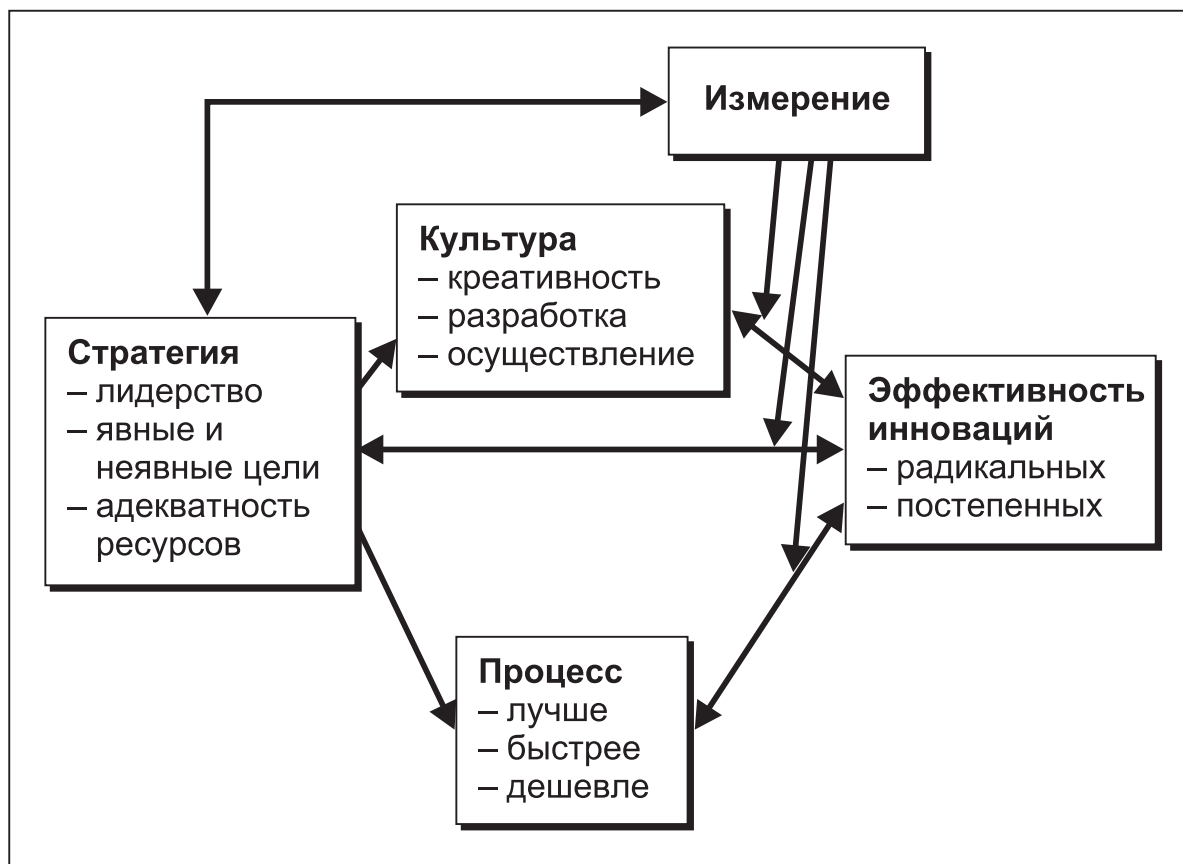 Измерение
Культура
– креативность
– разработка
– осуществление
Стратегия
– лидерство
– явные и
неявные цели
– адекватность
ресурсов
Эффективность
инноваций
– радикальных
– постепенных
Процесс
– лучше
– быстрее
– дешевле